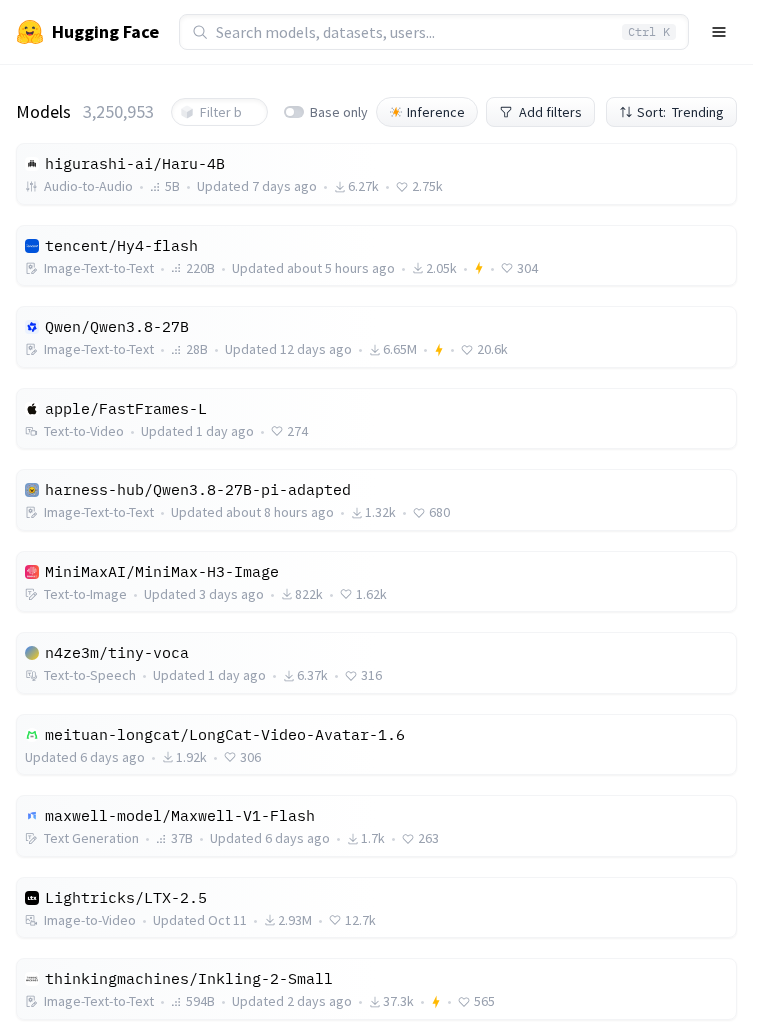 Hugging Face
Search models, datasets, users...
Ctrl K
Models 3,250,953
Filter b
Base only
Inference
Add filters
Sort: Trending
higurashi-ai/Haru-4B
Audio-to-Audio • 5B • Updated 7 days ago • 6.27k • 2.75k
tencent/Hy4-flash
Image-Text-to-Text • 220B • Updated about 5 hours ago • 2.05k • • 304
Qwen/Qwen3.8-27B
Image-Text-to-Text • 28B • Updated 12 days ago • 6.65M • • 20.6k
apple/FastFrames-L
Text-to-Video • Updated 1 day ago • 274
harness-hub/Qwen3.8-27B-pi-adapted
Image-Text-to-Text • Updated about 8 hours ago • 1.32k • 680
MiniMaxAI/MiniMax-H3-Image
Text-to-Image • Updated 3 days ago • 822k • 1.62k
n4ze3m/tiny-voca
Text-to-Speech • Updated 1 day ago • 6.37k • 316
meituan-longcat/LongCat-Video-Avatar-1.6
Updated 6 days ago • 1.92k • 306
maxwell-model/Maxwell-V1-Flash
Text Generation • 37B • Updated 6 days ago • 1.7k • 263
Lightricks/LTX-2.5
Image-to-Video • Updated Oct 11 • 2.93M • 12.7k
thinkingmachines/Inkling-2-Small
Image-Text-to-Text • 594B • Updated 2 days ago • 37.3k • • 565